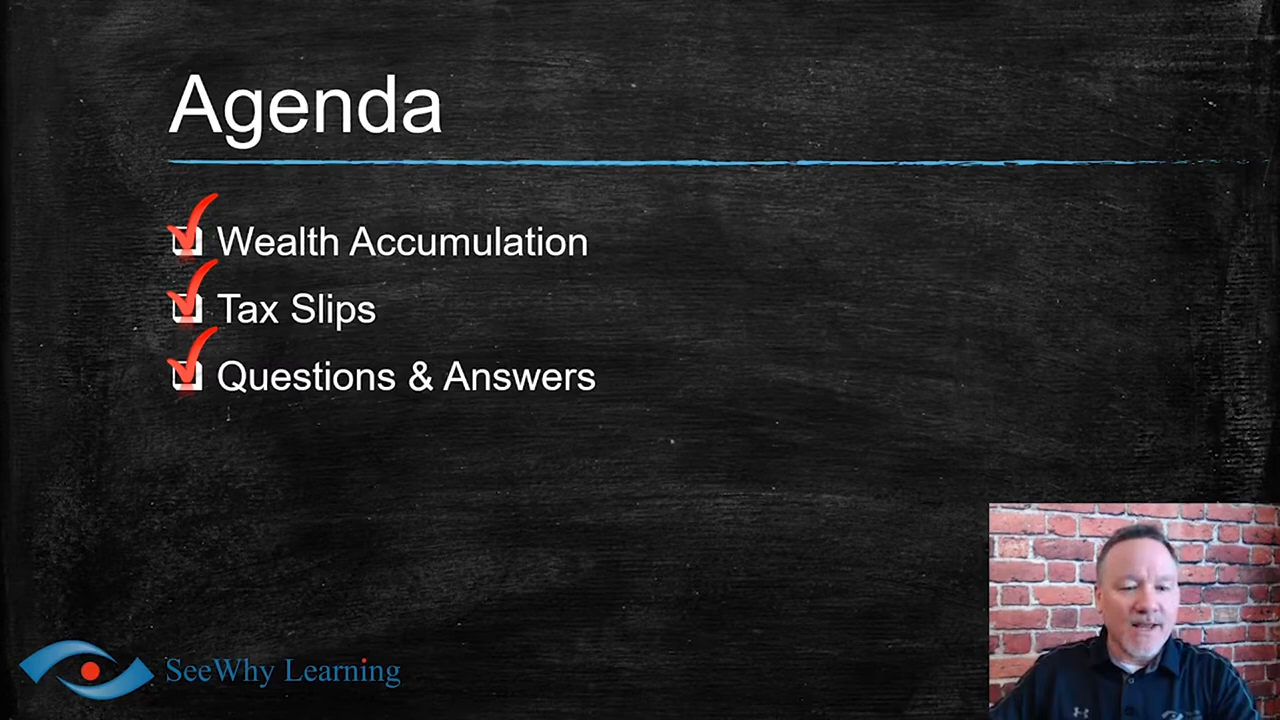 Agenda
Wealth Accumulation
Tax Slips
Questions & Answers
SeeWhy Learning